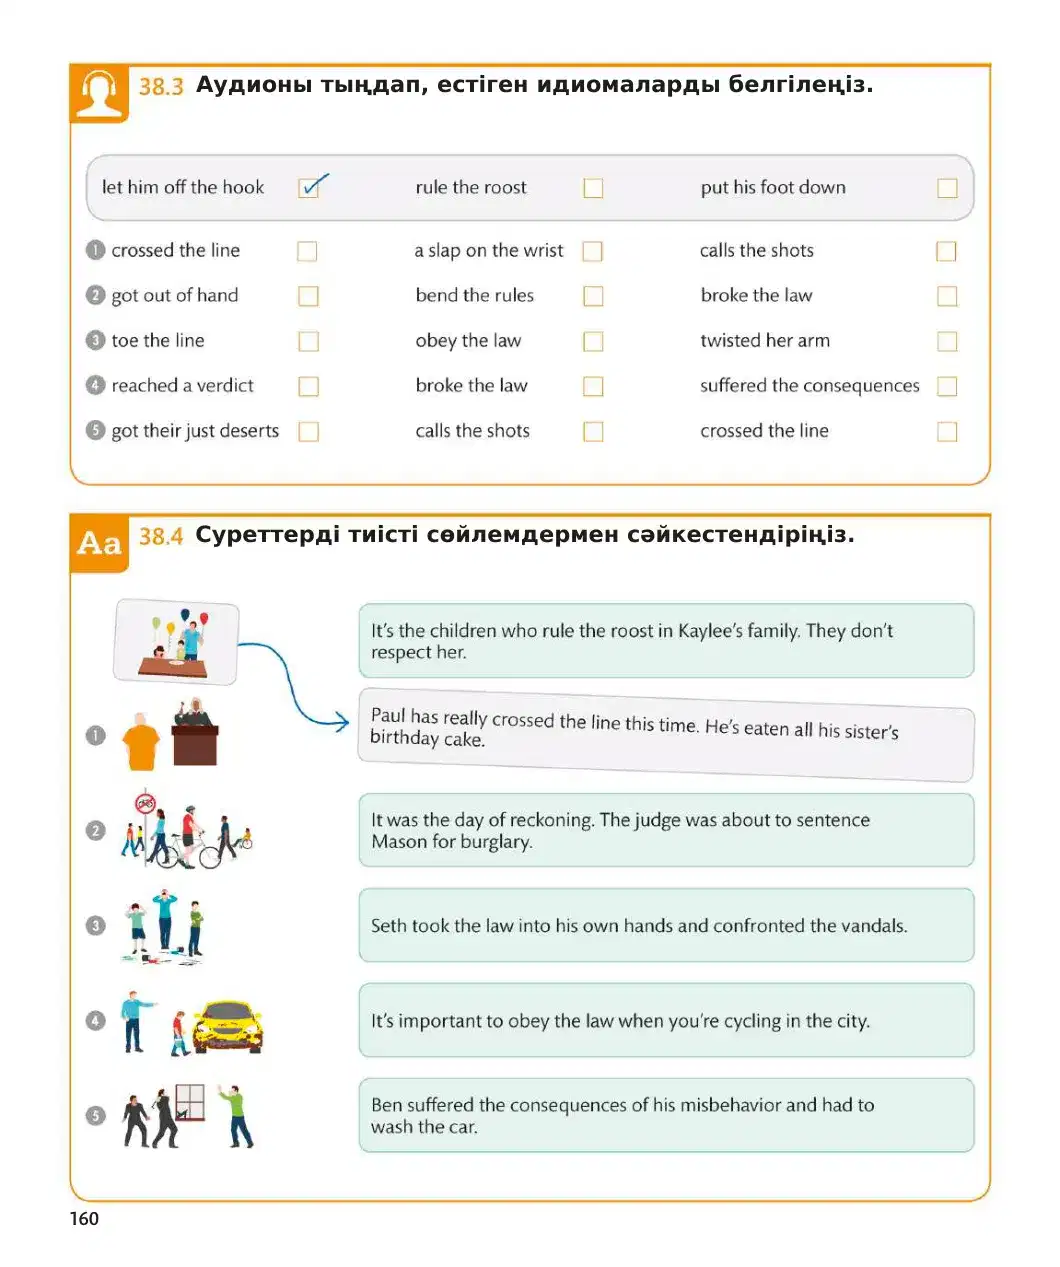 38.3 Аудионы тыңдап, естіген идиомаларды белгілеңіз.
let him off the hook rule the roost put his foot down
1 crossed the line a slap on the wrist calls the shots
2 got out of hand bend the rules broke the law
3 toe the line obey the law twisted her arm
4 reached a verdict broke the law suffered the consequences
5 got their just deserts calls the shots crossed the line
Aa 38.4 Суреттерді тиісті сөйлемдермен сәйкестендіріңіз.
It's the children who rule the roost in Kaylee's family. They don't
respect her.
Paul has really crossed the line this time. He's eaten all his sister's
birthday cake.
1
It was the day of reckoning. The judge was about to sentence
Mason for burglary.
2
Seth took the law into his own hands and confronted the vandals.
3
It's important to obey the law when you're cycling in the city.
4
Ben suffered the consequences of his misbehavior and had to
wash the car.
5
160